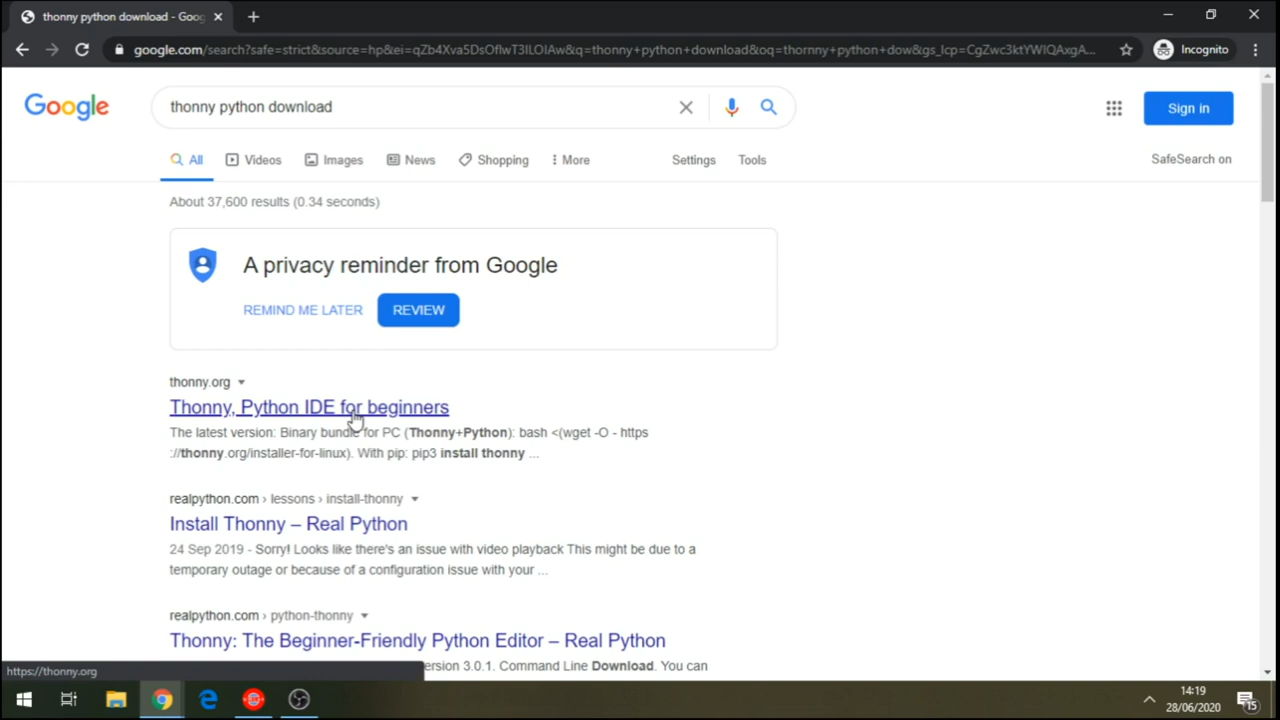 thonny python download - Goog
google.com/search?safe=strict&source=hp&ei=qZb4Xva5DsOflwT3ILOIAw&q=thonny+python+download&oq=thornny+python+dow&gs_lcp=CgZwc3ktYWIQAxgA...
Incognito
Google
thonny python download
Sign in
All Videos Images News Shopping More Settings Tools
SafeSearch on
About 37,600 results (0.34 seconds)
A privacy reminder from Google
REMIND ME LATER REVIEW
thonny.org
Thonny, Python IDE for beginners
The latest version: Binary bundle for PC (Thonny+Python): bash <(wget -O - https
://thonny.org/installer-for-linux). With pip: pip3 install thonny ...
realpython.com › lessons › install-thonny
Install Thonny – Real Python
24 Sep 2019 - Sorry! Looks like there's an issue with video playback This might be due to a
temporary outage or because of a configuration issue with your ...
realpython.com › python-thonny
Thonny: The Beginner-Friendly Python Editor – Real Python
ersion 3.0.1. Command Line Download. You can
https://thonny.org
14:19
28/06/2020
15